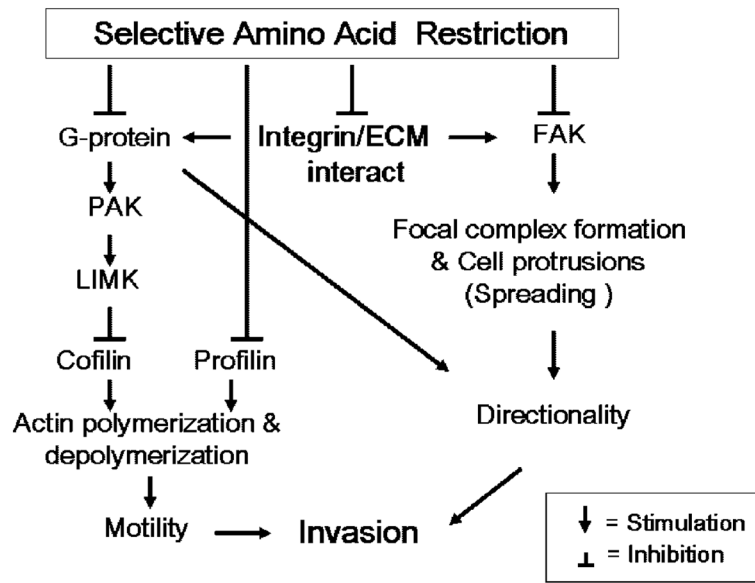 Selective Amino Acid Restriction
G-protein
Integrin/ECM
interact
FAK
PAK
LIMK
Cofilin
Profilin
Focal complex formation
& Cell protrusions
(Spreading )
Actin polymerization &
depolymerization
Directionality
Motility
Invasion
= Stimulation
= Inhibition